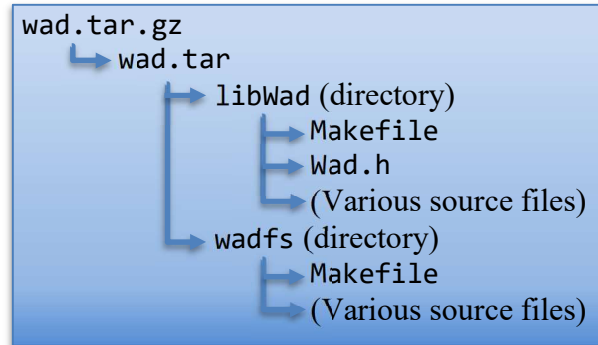 wad.tar.gz
wad.tar
libWad (directory)
Makefile
Wad.h
(Various source files)
wadfs (directory)
Makefile
(Various source files)